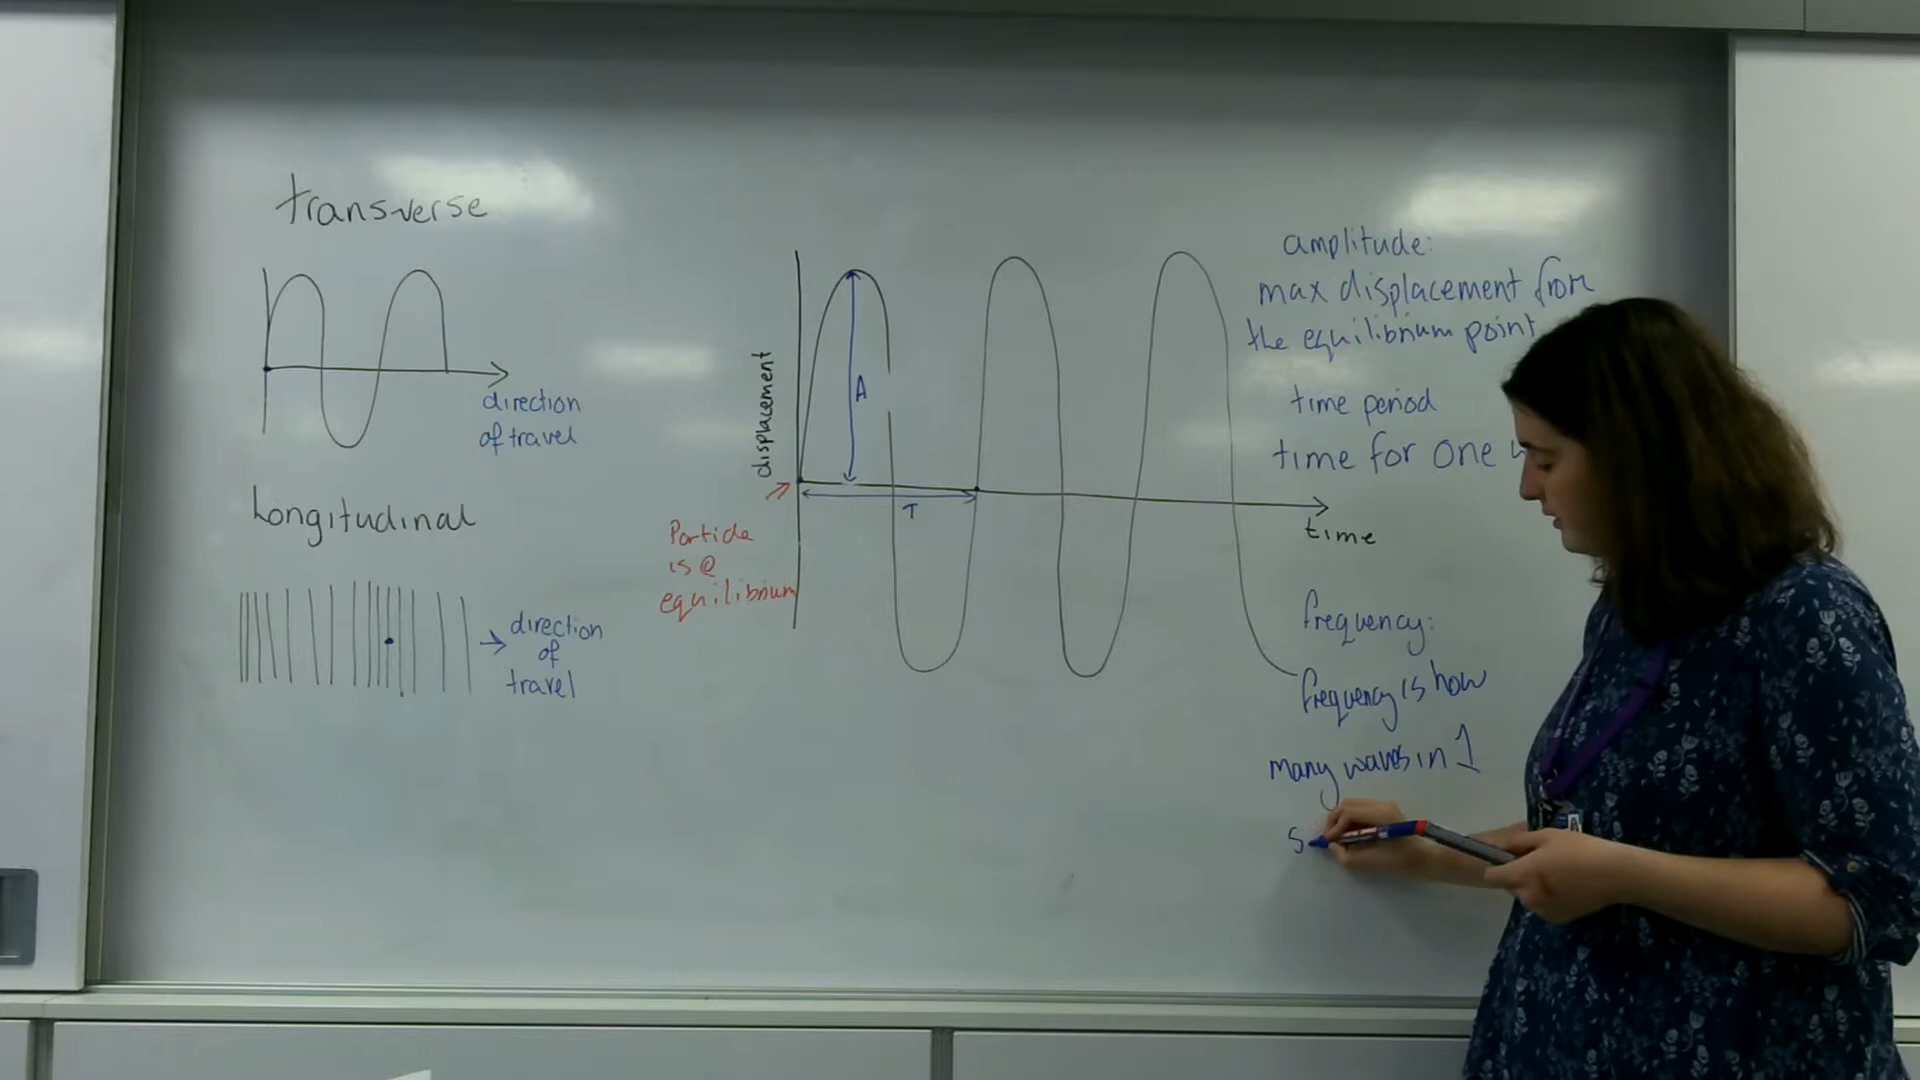 transverse
direction
of travel
Longitudinal
direction
of
travel
displacement
A
T
time
Particle
is @
equilibrium
amplitude:
max displacement from
the equilibrium point
time period
time for one
frequency:
frequency is how
many waves in 1
s